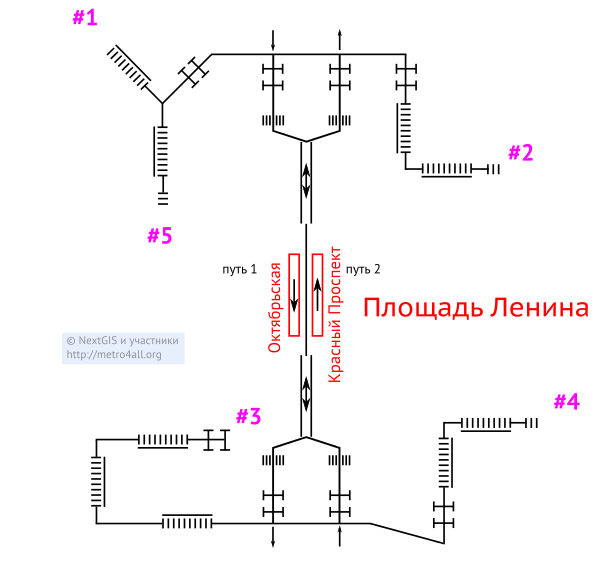 #1
#2
#5
путь 1
Октябрьская
Красный Проспект
путь 2
Площадь Ленина
© NextGIS и участники
http://metro4all.org
#3
#4